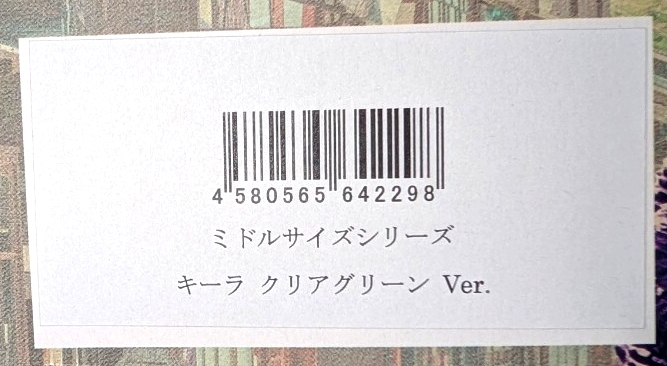 4 580565 642298
ミドルサイズシリーズ
キーラ クリアグリーン Ver.